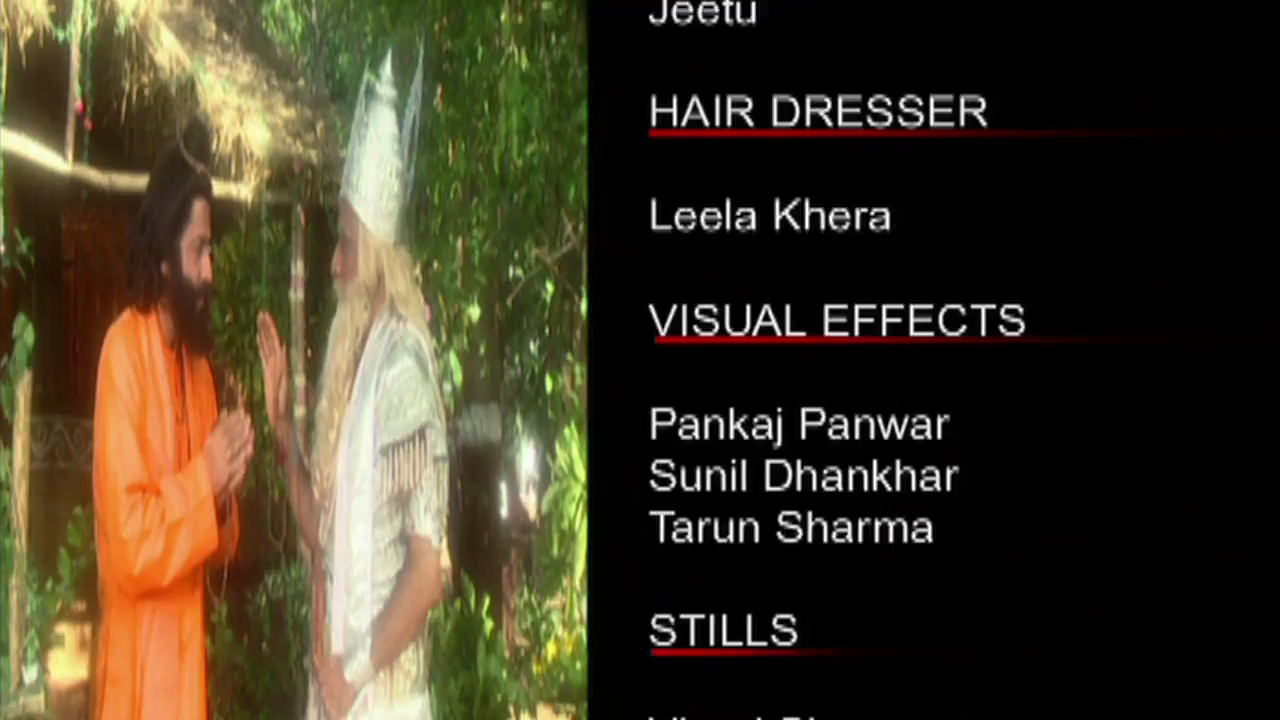 Jeetu
HAIR DRESSER
Leela Khera
VISUAL EFFECTS
Pankaj Panwar
Sunil Dhankhar
Tarun Sharma
STILLS